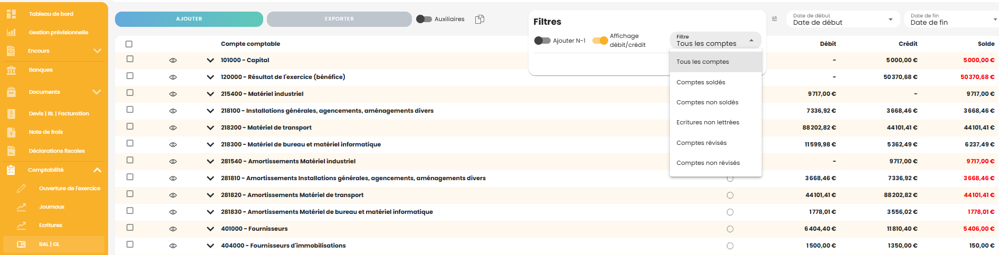 Tableau de bord
Gestion prévisionnelle
Encours
Banques
Documents
Devis | BL | Facturation
Note de frais
Déclarations fiscales
Comptabilité
Ouverture de l'exercice
Journaux
Ecritures
BAL | GL
AJOUTER
EXPORTER
Auxiliaires
Filtres
Ajouter N-1
Affichage
débit/crédit
Filtre
Tous les comptes
Tous les comptes
Comptes soldés
Comptes non soldés
Ecritures non lettrées
Comptes révisés
Comptes non révisés
Date de début
Date de début
Date de fin
Date de fin
Compte comptable Débit Crédit Solde
101000 - Capital - 5 000,00 € 5 000,00 €
120000 - Résultat de l'exercice (bénéfice) - 50 370,68 € 50 370,68 €
215400 - Matériel industriel 9 717,00 € - 9 717,00 €
218100 - Installations générales, agencements, aménagements divers 7 336,92 € 3 668,46 € 3 668,46 €
218200 - Matériel de transport 88 202,82 € 44 101,41 € 44 101,41 €
218300 - Matériel de bureau et matériel informatique 11 599,98 € 5 362,49 € 6 237,49 €
281540 - Amortissements Matériel industriel - 9 717,00 € 9 717,00 €
281810 - Amortissements Installations générales, agencements, aménagements divers 3 668,46 € 7 336,92 € 3 668,46 €
281820 - Amortissements Matériel de transport 44 101,41 € 88 202,82 € 44 101,41 €
281830 - Amortissements Matériel de bureau et matériel informatique 1 778,01 € 3 556,02 € 1 778,01 €
401000 - Fournisseurs 6 404,40 € 11 810,40 € 5 406,00 €
404000 - Fournisseurs d'immobilisations 1 500,00 € 1 350,00 € 150,00 €